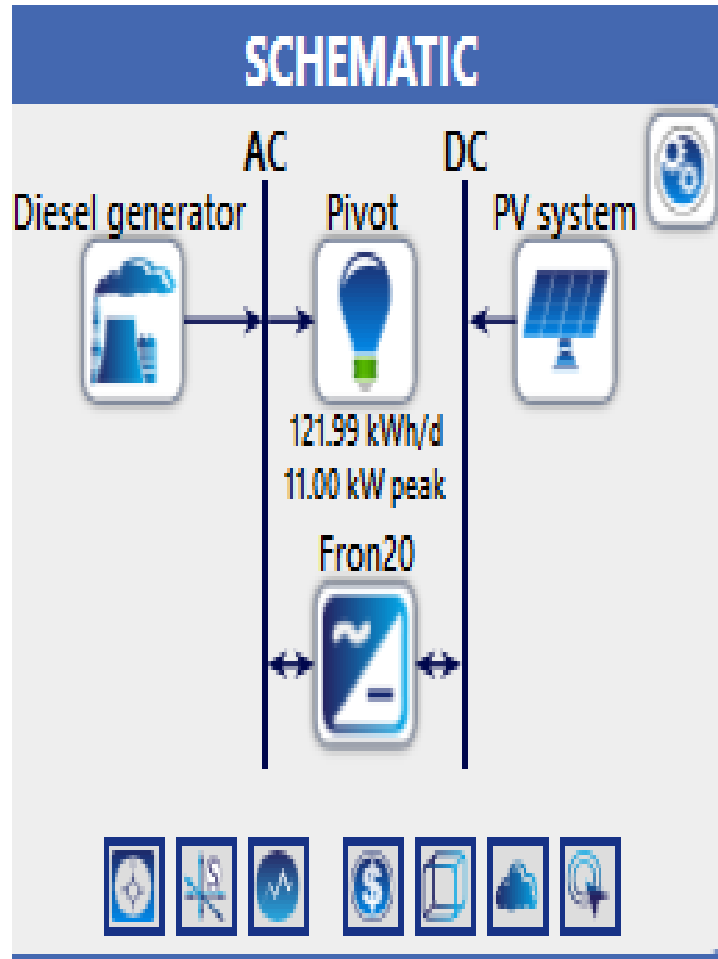 SCHEMATIC
AC DC
Diesel generator Pivot PV system
121.99 kWh/d
11.00 kW peak
Fron20